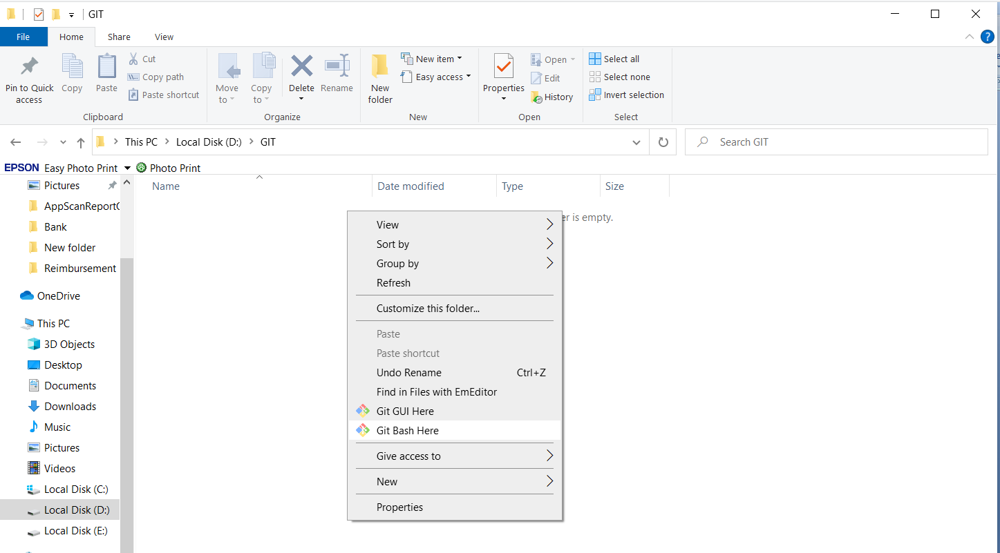 GIT
File Home Share View
Pin to Quick access
Copy
Paste
Cut
Copy path
Paste shortcut
Clipboard
Move to
Copy to
Delete
Rename
Organize
New folder
New item
Easy access
New
Properties
Open
Edit
History
Open
Select all
Select none
Invert selection
Select
This PC > Local Disk (D:) > GIT
Search GIT
EPSON Easy Photo Print Photo Print
Name Date modified Type Size
er is empty.
Pictures
AppScanReport
Bank
New folder
Reimbursement
OneDrive
This PC
3D Objects
Desktop
Documents
Downloads
Music
Pictures
Videos
Local Disk (C:)
Local Disk (D:)
Local Disk (E:)
View
Sort by
Group by
Refresh
Customize this folder...
Paste
Paste shortcut
Undo Rename Ctrl+Z
Find in Files with EmEditor
Git GUI Here
Git Bash Here
Give access to
New
Properties